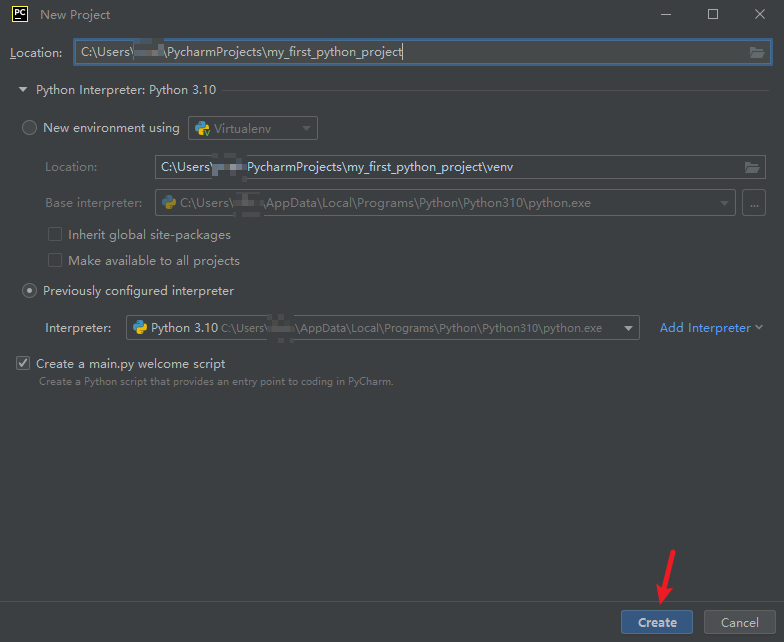 PC New Project
Location: C:\Users\ \PycharmProjects\my_first_python_project
Python Interpreter: Python 3.10
New environment using Virtualenv
Location: C:\Users\ PycharmProjects\my_first_python_project\venv
Base interpreter: C:\Users\ \AppData\Local\Programs\Python\Python310\python.exe ...
Inherit global site-packages
Make available to all projects
Previously configured interpreter
Interpreter: Python 3.10 C:\Users\ \AppData\Local\Programs\Python\Python310\python.exe Add Interpreter
Create a main.py welcome script
Create a Python script that provides an entry point to coding in PyCharm.
Create Cancel